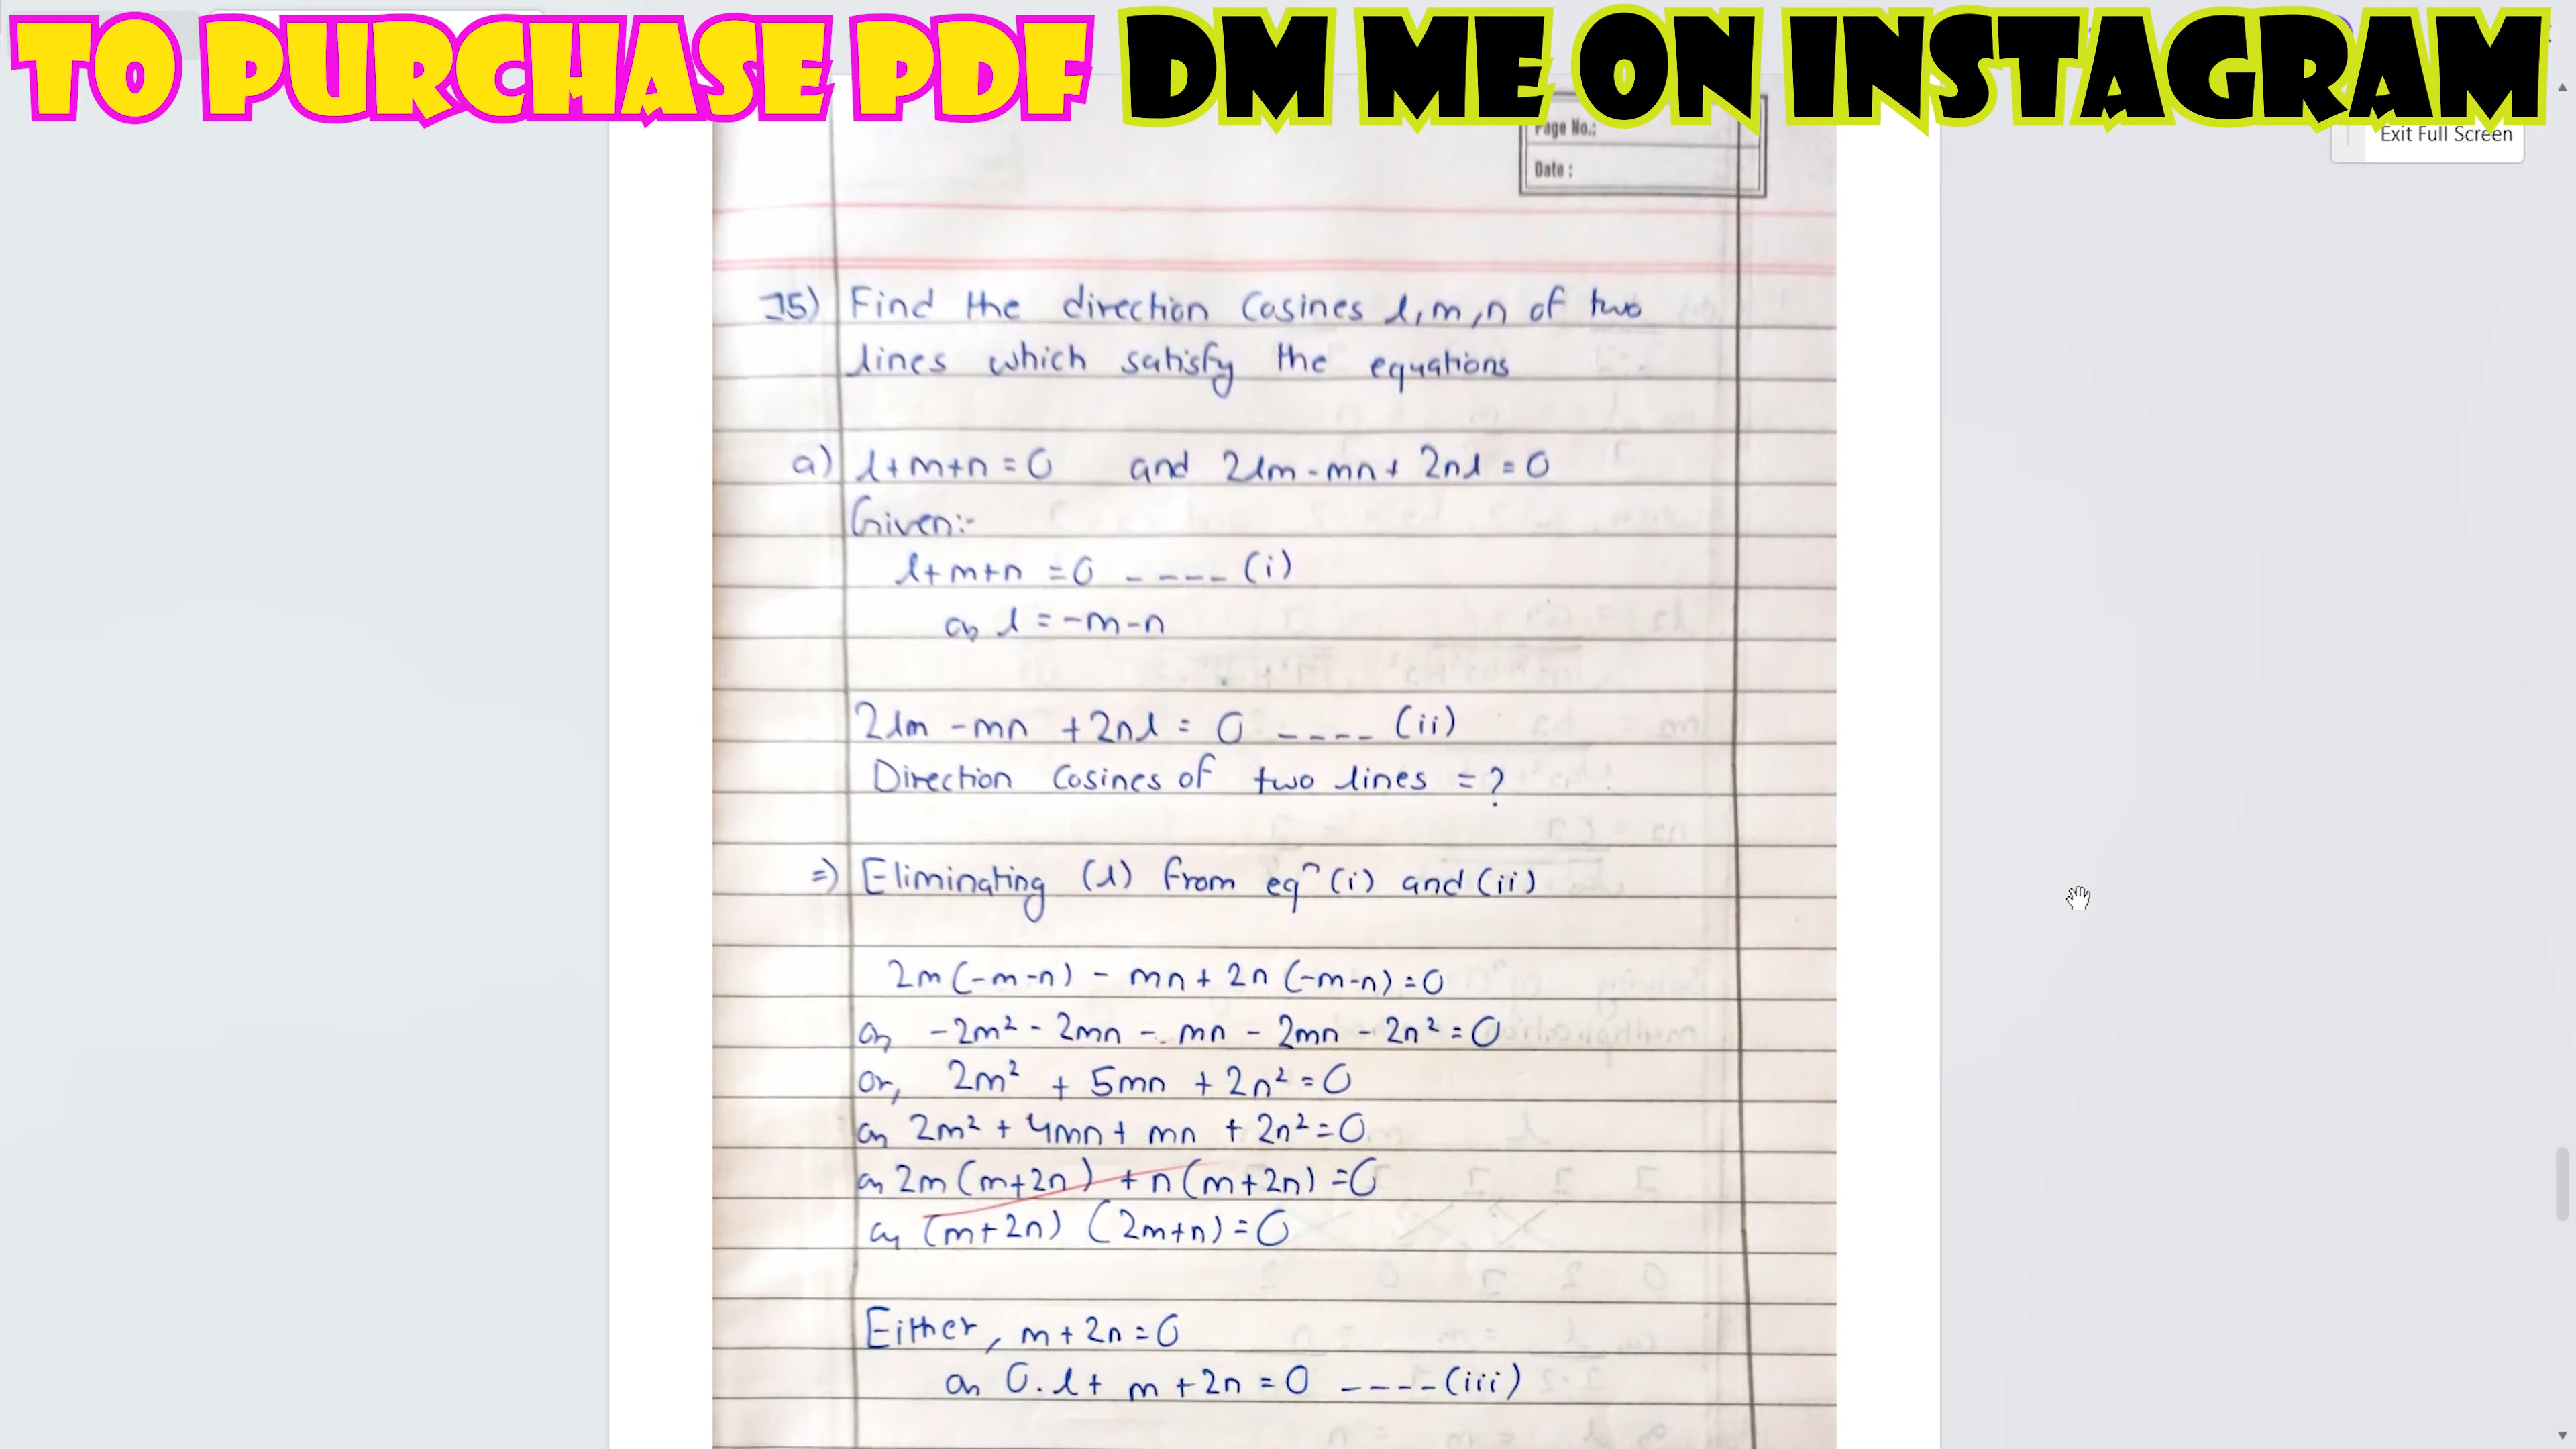 TO PURCHASE PDF DM ME ON INSTAGRAM
Exit Full Screen
Page No.:
Date :
15) Find the direction Cosines l,m,n of two
lines which satisfy the equations
a) l+m+n=0 and 2lm-mn+2nl=0
Given:-
l+m+n=0 ---- (i)
or l=-m-n
2lm-mn+2nl=0 ---- (ii)
Direction Cosines of two lines =?
=) Eliminating (l) from eqⁿ (i) and (ii)
2m(-m-n) - mn+2n(-m-n)=0
or -2m²-2mn-mn-2mn-2n²=0
or, 2m²+5mn+2n²=0
or 2m²+4mn+mn+2n²=0
or 2m(m+2n)+n(m+2n)=0
or (m+2n) (2m+n)=0
Either, m+2n=0
or 0.l+m+2n=0 ----(iii)